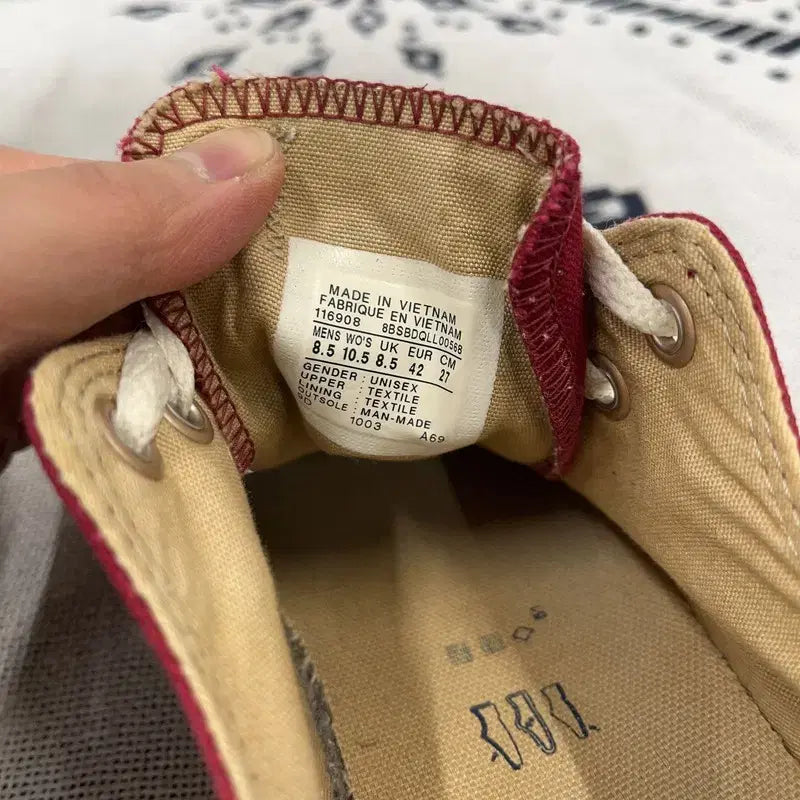 MADE IN VIETNAM
FABRIQUE EN VIETNAM
116908 8BSBDQLL00568
MENS WO'S UK EUR CM
8.5 10.5 8.5 42 27
GENDER : UNISEX
UPPER : TEXTILE
LINING : TEXTILE
OUTSOLE : MAN-MADE
1003 A69